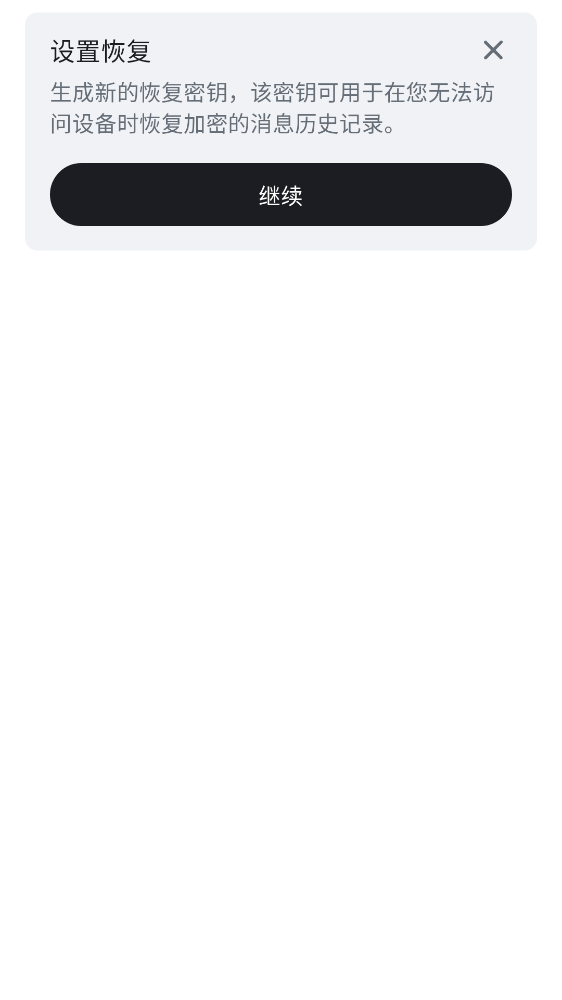 设置恢复
生成新的恢复密钥，该密钥可用于在您无法访
问设备时恢复加密的消息历史记录。
继续